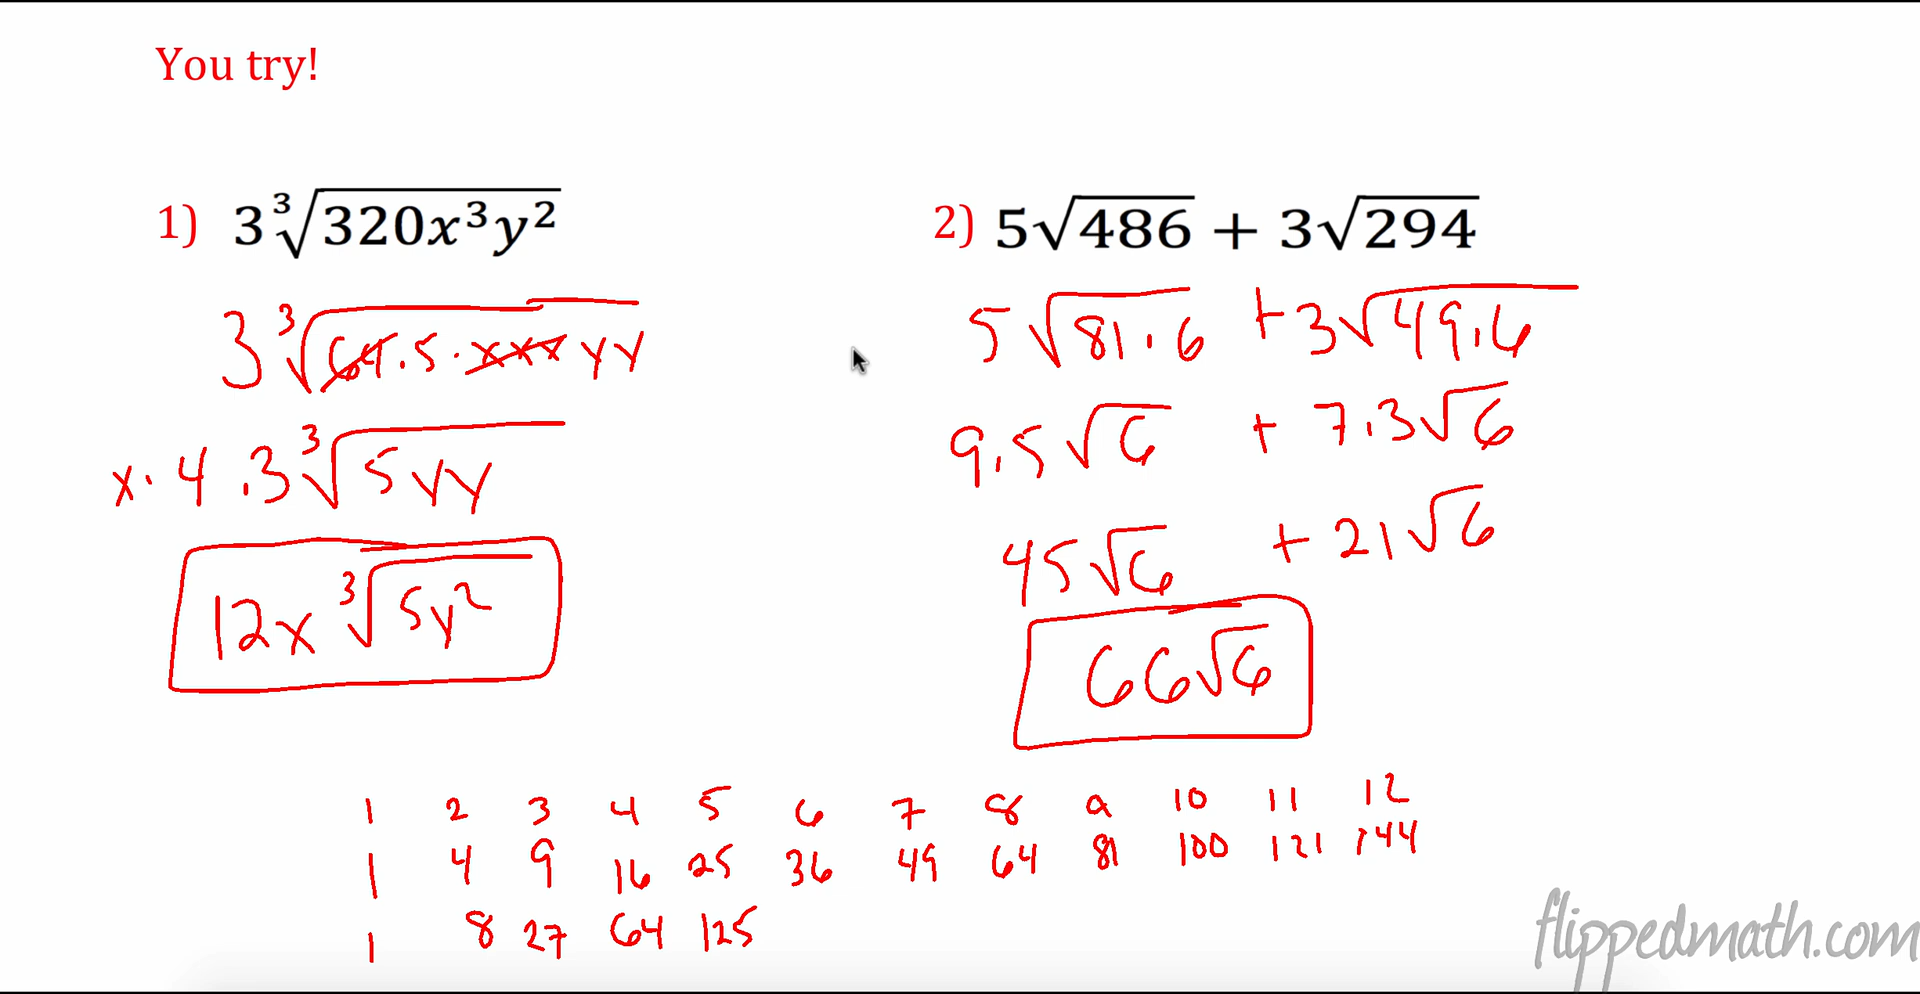 You try!
1) 3∛(320x³y²)
3∛(64·5·xxx yy)
x·4·3∛(5yy)
12x ∛(5y²)
2) 5√486 + 3√294
5√(81·6) + 3√(49·6)
9·5√6 + 7·3√6
45√6 + 21√6
66√6
1 2 3 4 5 6 7 8 9 10 11 12
1 4 9 16 25 36 49 64 81 100 121 144
1 8 27 64 125
flippedmath.com